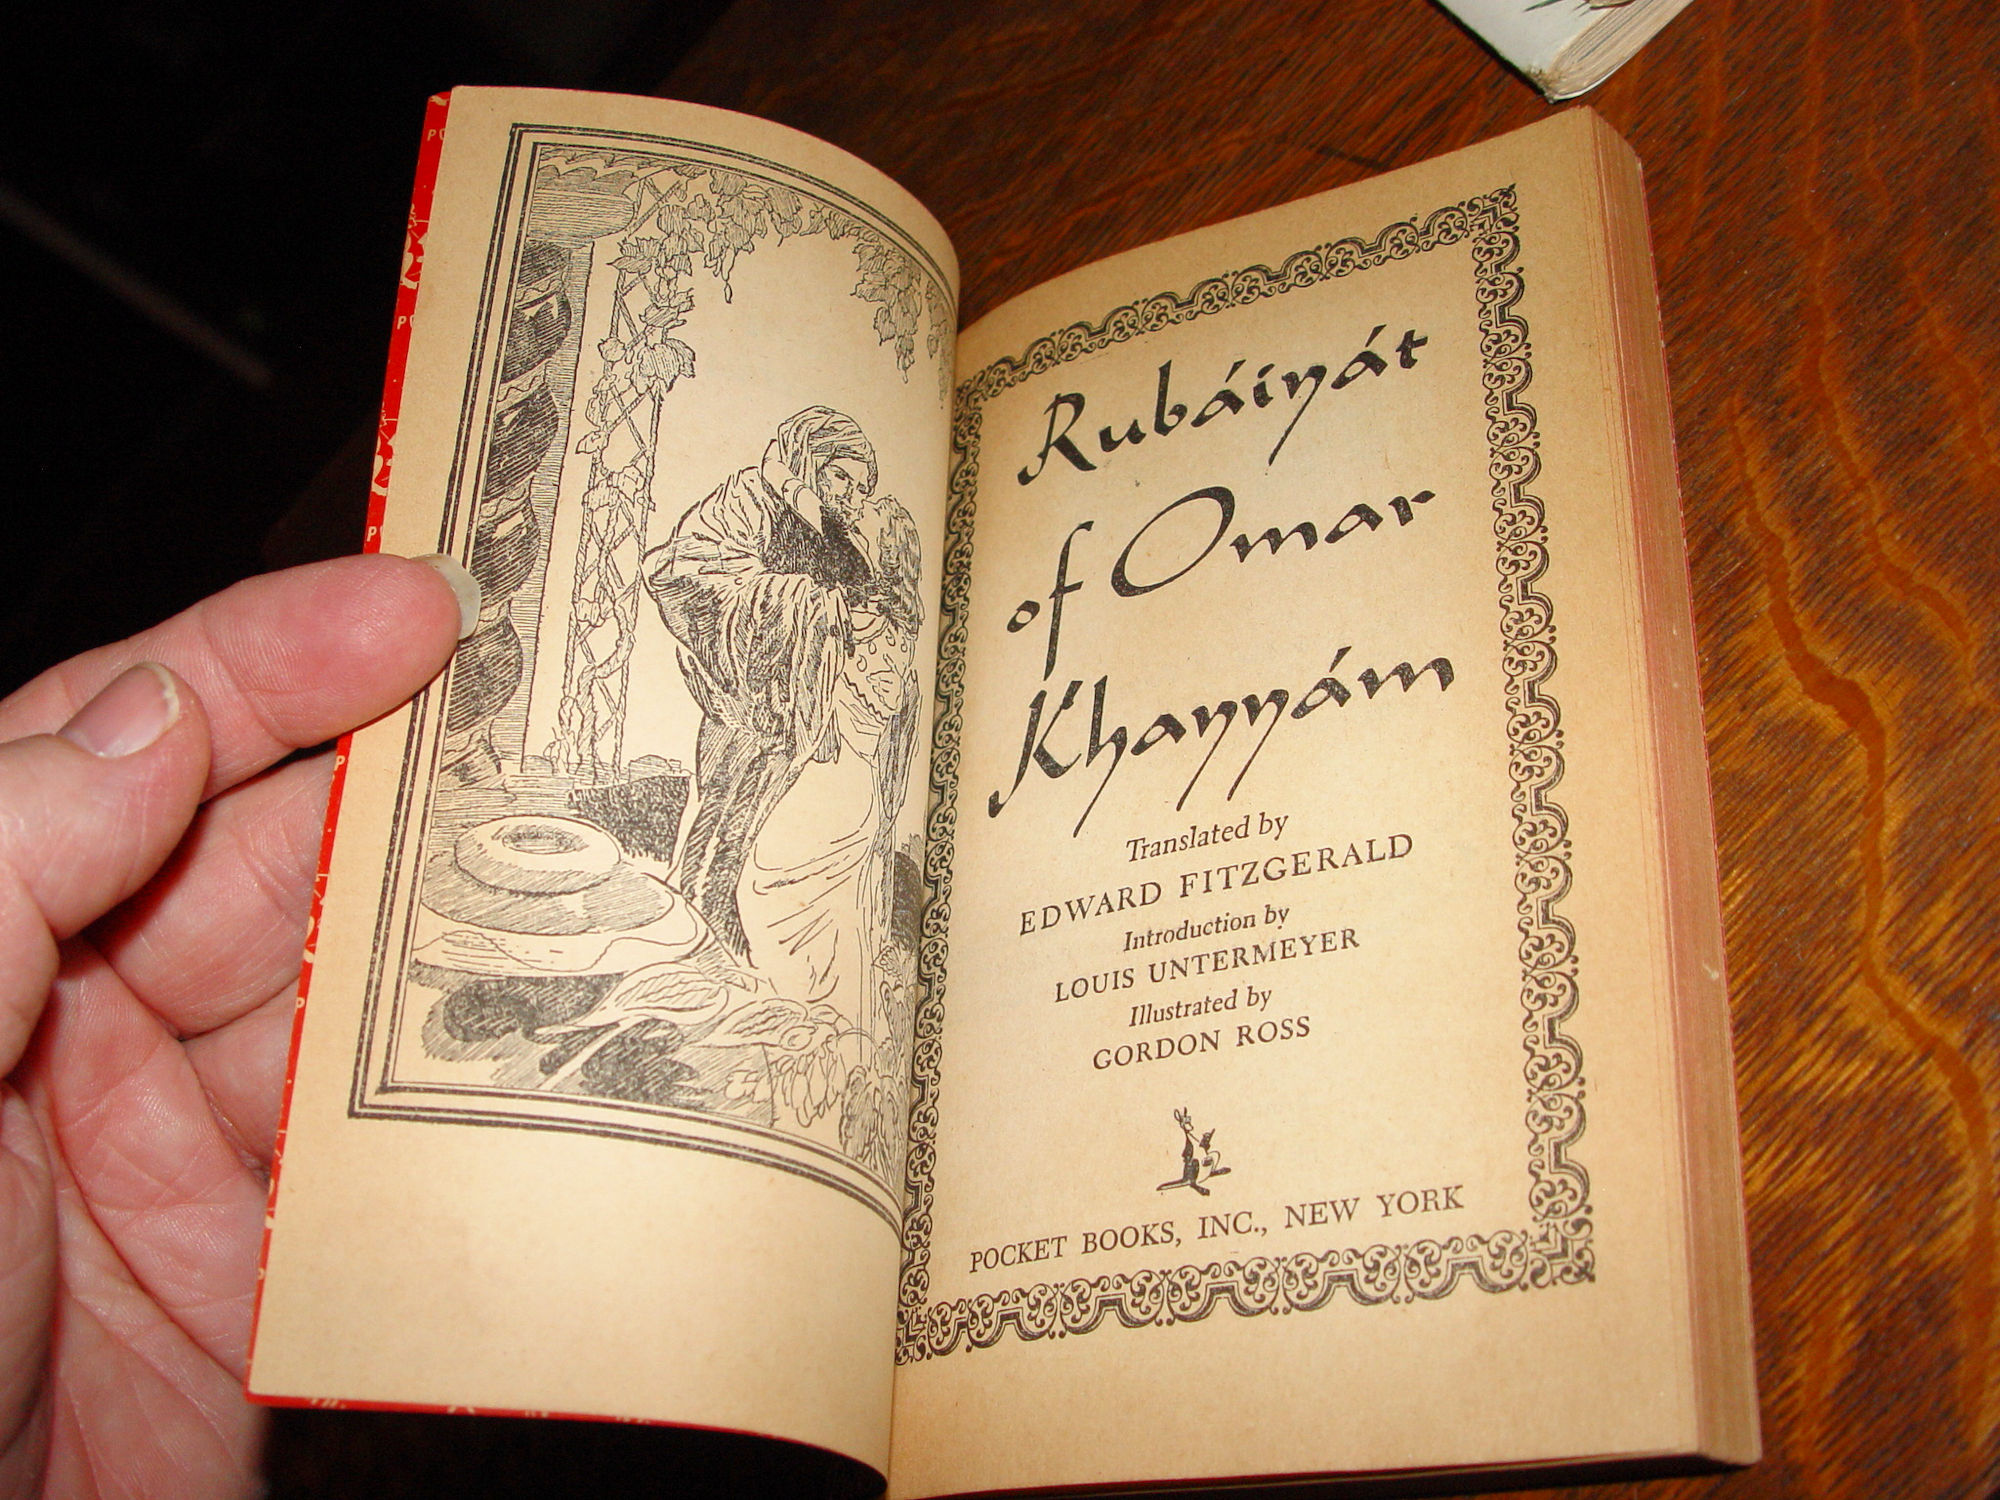 Rubáiyát
of Omar
Khayyám
Translated by
EDWARD FITZGERALD
Introduction by
LOUIS UNTERMEYER
Illustrated by
GORDON ROSS
POCKET BOOKS, INC., NEW YORK